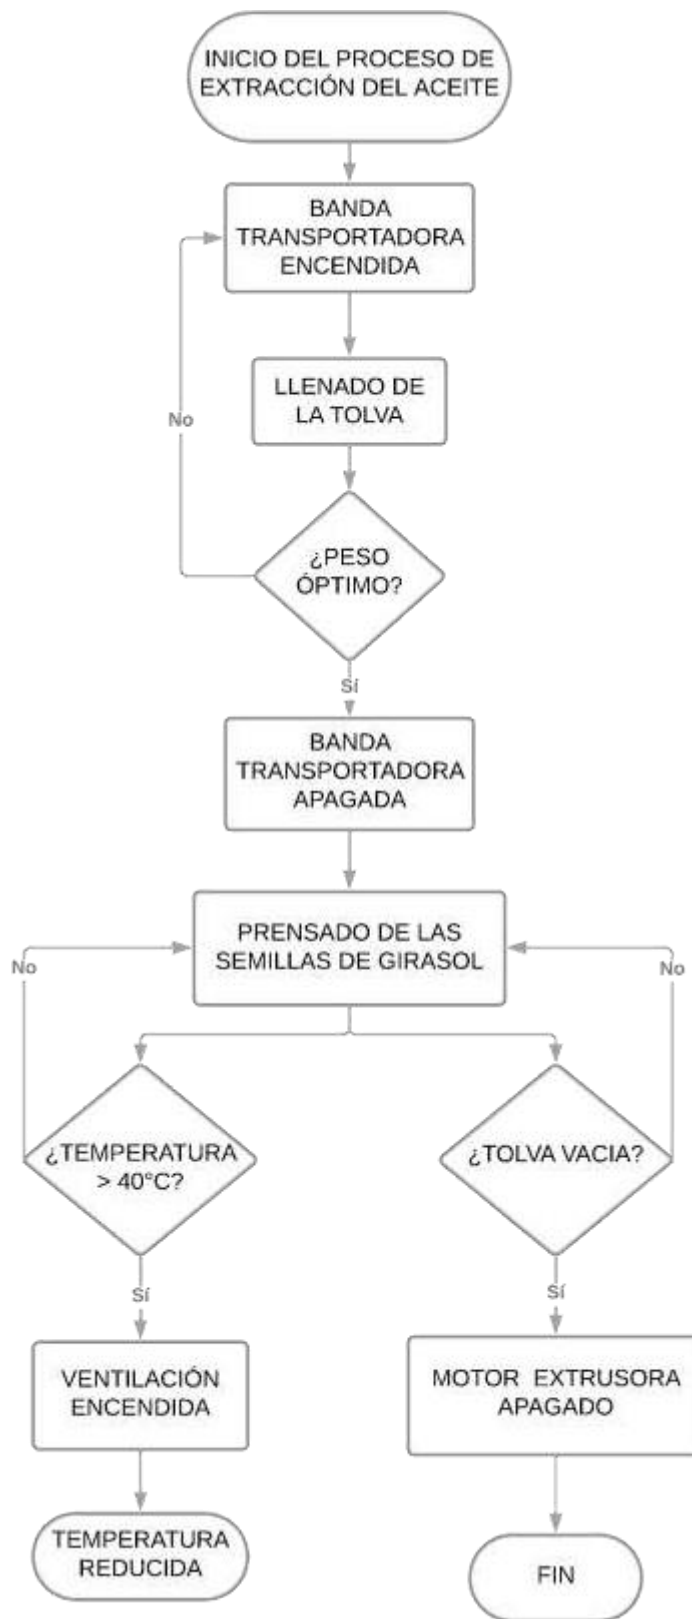 INICIO DEL PROCESO DE
EXTRACCIÓN DEL ACEITE
BANDA
TRANSPORTADORA
ENCENDIDA
LLENADO DE
LA TOLVA
No
¿PESO
ÓPTIMO?
Sí
BANDA
TRANSPORTADORA
APAGADA
PRENSADO DE LAS
SEMILLAS DE GIRASOL
No
No
¿TEMPERATURA
> 40°C?
¿TOLVA VACIA?
Sí
Sí
VENTILACIÓN
ENCENDIDA
MOTOR EXTRUSORA
APAGADO
TEMPERATURA
REDUCIDA
FIN